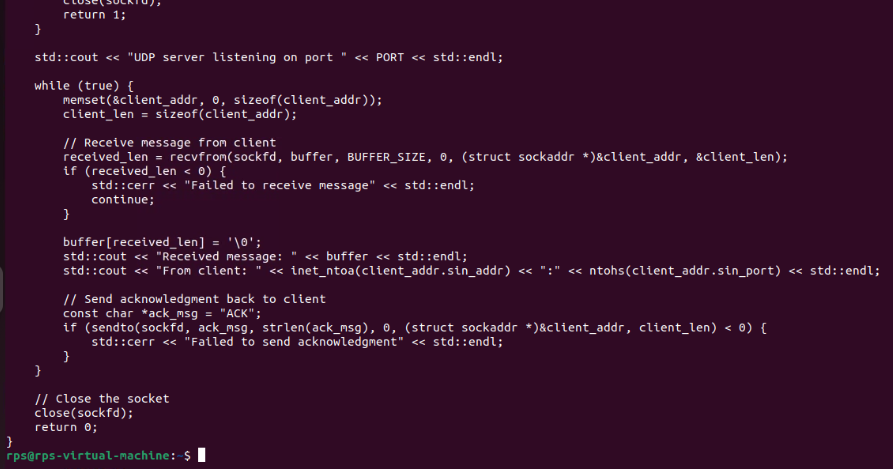 close(sockfd);
        return 1;
    }

    std::cout << "UDP server listening on port " << PORT << std::endl;

    while (true) {
        memset(&client_addr, 0, sizeof(client_addr));
        client_len = sizeof(client_addr);

        // Receive message from client
        received_len = recvfrom(sockfd, buffer, BUFFER_SIZE, 0, (struct sockaddr *)&client_addr, &client_len);
        if (received_len < 0) {
            std::cerr << "Failed to receive message" << std::endl;
            continue;
        }

        buffer[received_len] = '\0';
        std::cout << "Received message: " << buffer << std::endl;
        std::cout << "From client: " << inet_ntoa(client_addr.sin_addr) << ":" << ntohs(client_addr.sin_port) << std::endl;

        // Send acknowledgment back to client
        const char *ack_msg = "ACK";
        if (sendto(sockfd, ack_msg, strlen(ack_msg), 0, (struct sockaddr *)&client_addr, client_len) < 0) {
            std::cerr << "Failed to send acknowledgment" << std::endl;
        }
    }

    // Close the socket
    close(sockfd);
    return 0;
}
rps@rps-virtual-machine:~$